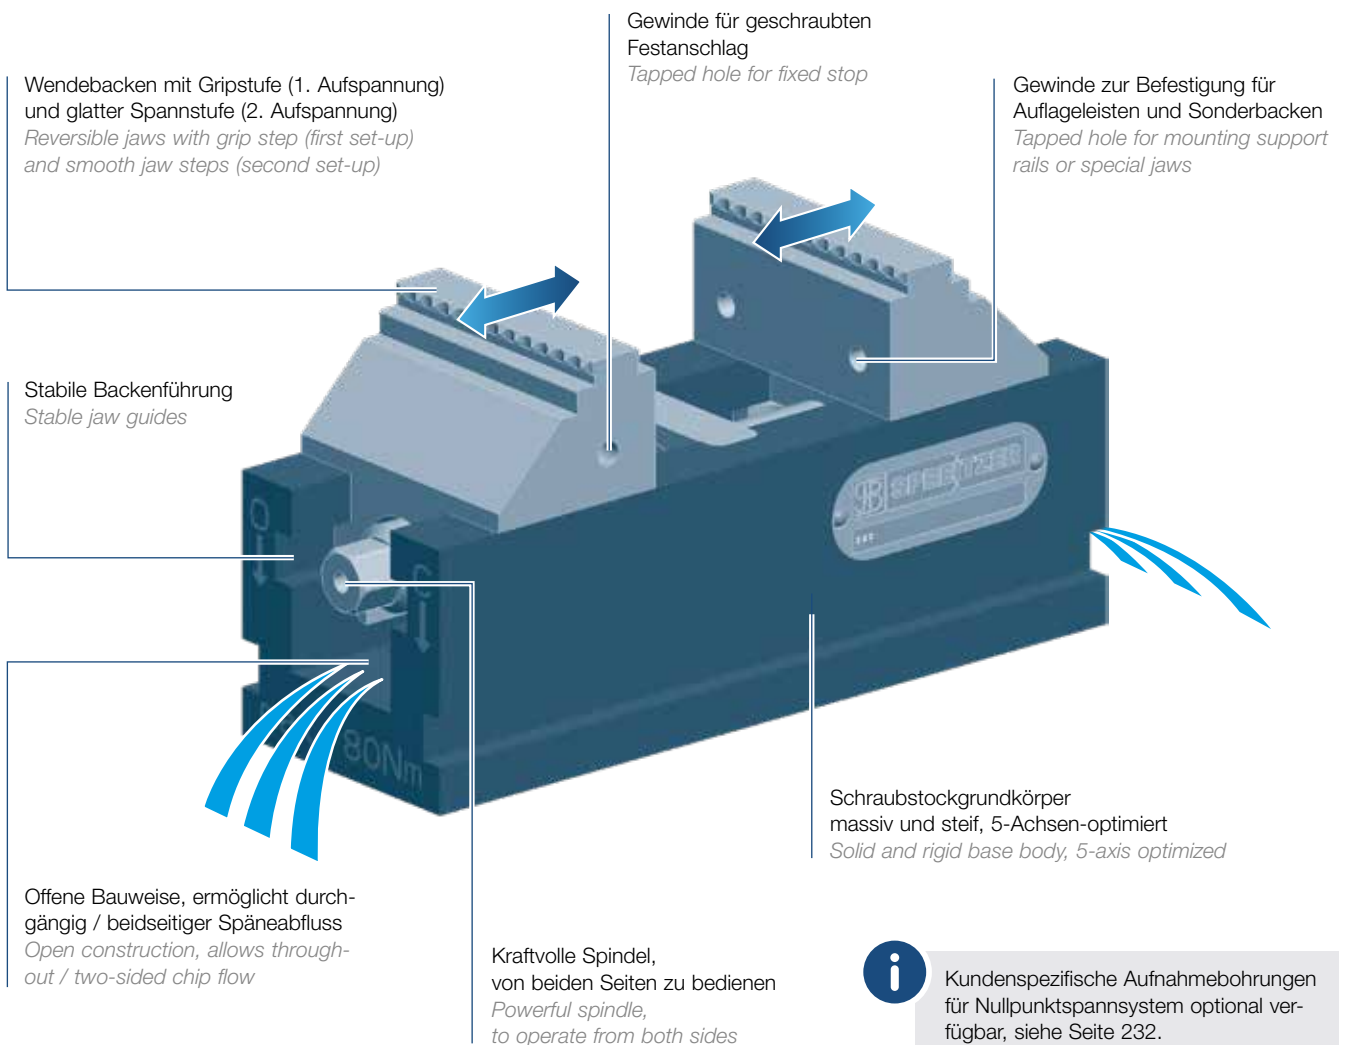 Gewinde für geschraubten
Festanschlag
Tapped hole for fixed stop
Wendebacken mit Gripstufe (1. Aufspannung)
und glatter Spannstufe (2. Aufspannung)
Reversible jaws with grip step (first set-up)
and smooth jaw steps (second set-up)
Gewinde zur Befestigung für
Auflageleisten und Sonderbacken
Tapped hole for mounting support
rails or special jaws
Stabile Backenführung
Stable jaw guides
O
C
80Nm
Schraubstockgrundkörper
massiv und steif, 5-Achsen-optimiert
Solid and rigid base body, 5-axis optimized
Offene Bauweise, ermöglicht durch-
gängig / beidseitiger Späneabfluss
Open construction, allows through-
out / two-sided chip flow
Kraftvolle Spindel,
von beiden Seiten zu bedienen
Powerful spindle,
to operate from both sides
i
Kundenspezifische Aufnahmebohrungen
für Nullpunktspannsystem optional ver-
fügbar, siehe Seite 232.